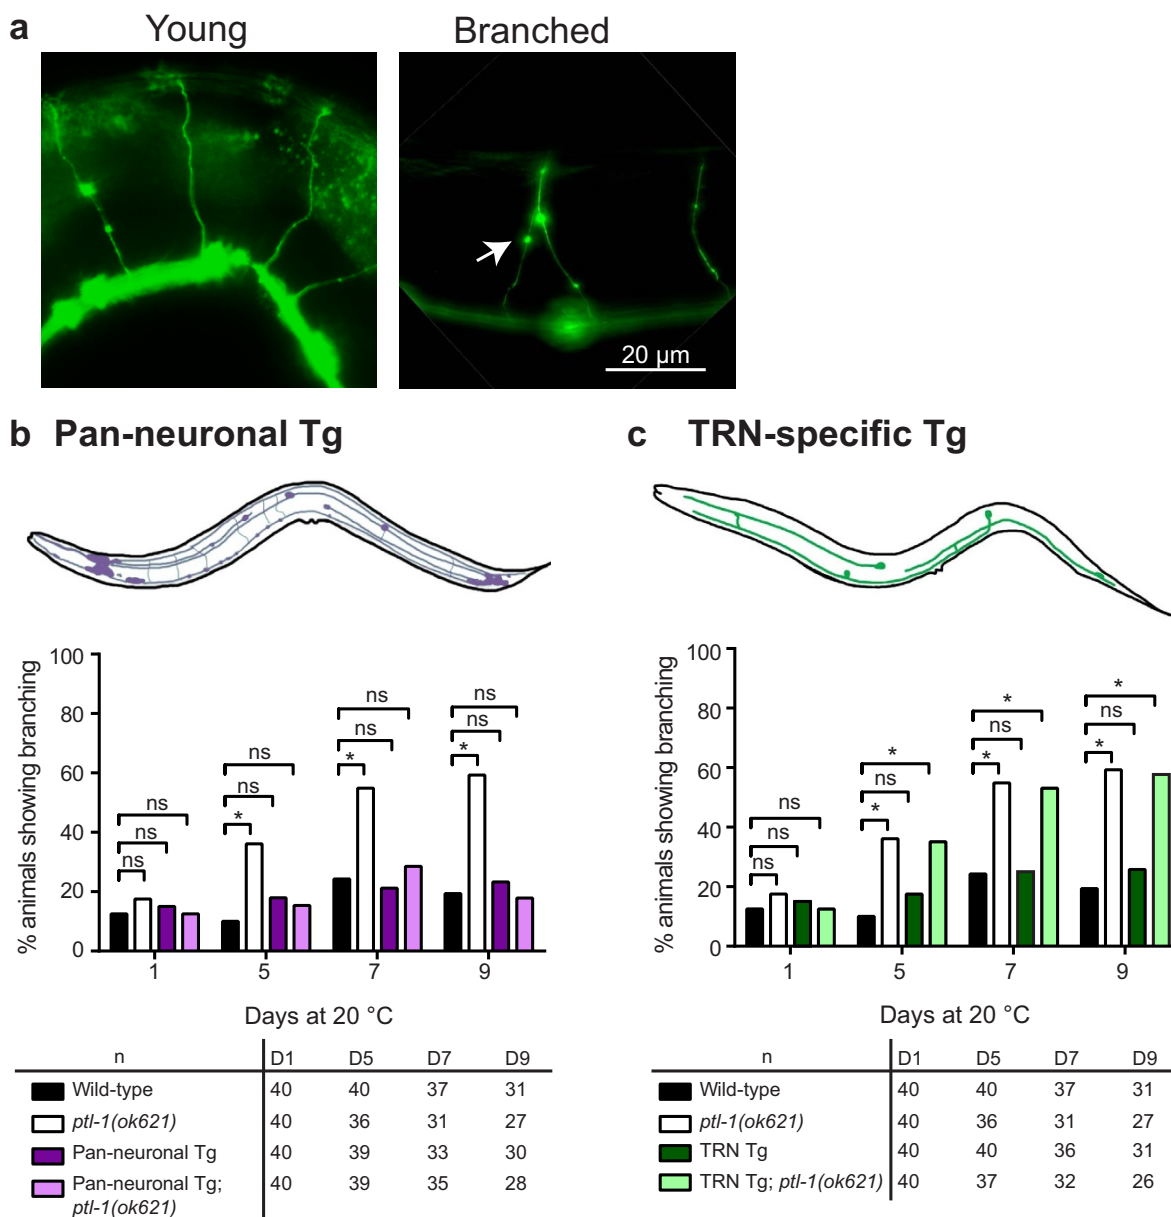 a
Young
Branched
20 µm
b Pan-neuronal Tg
% animals showing branching
100
80
60
40
20
0
ns
ns
ns
ns
ns
*
ns
ns
*
ns
ns
*
1 5 7 9
Days at 20 °C
n D1 D5 D7 D9
Wild-type 40 40 37 31
ptl-1(ok621) 40 36 31 27
Pan-neuronal Tg 40 39 33 30
Pan-neuronal Tg; 40 39 35 28
ptl-1(ok621)
c TRN-specific Tg
% animals showing branching
100
80
60
40
20
0
ns
ns
ns
*
ns
*
*
ns
*
*
ns
*
1 5 7 9
Days at 20 °C
n D1 D5 D7 D9
Wild-type 40 40 37 31
ptl-1(ok621) 40 36 31 27
TRN Tg 40 40 36 31
TRN Tg; ptl-1(ok621) 40 37 32 26